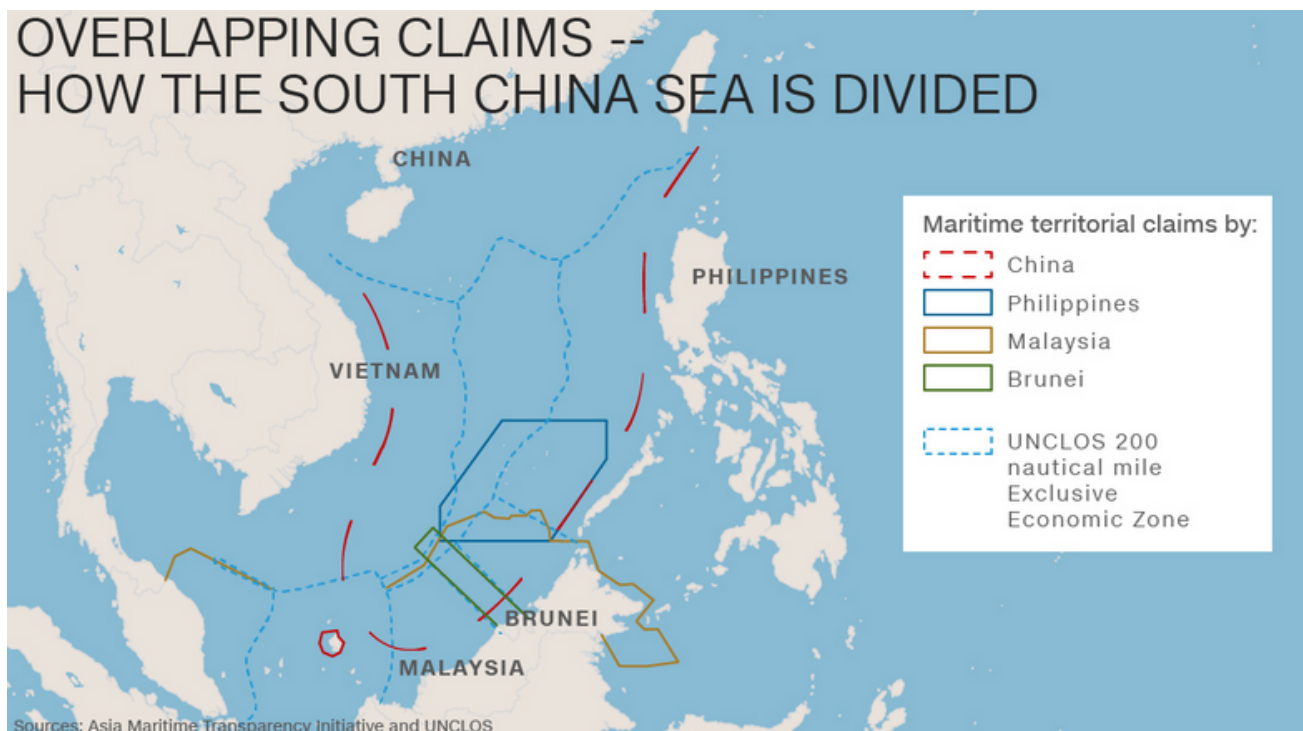 OVERLAPPING CLAIMS --
HOW THE SOUTH CHINA SEA IS DIVIDED
CHINA
PHILIPPINES
VIETNAM
BRUNEI
MALAYSIA
Maritime territorial claims by:
China
Philippines
Malaysia
Brunei
UNCLOS 200
nautical mile
Exclusive
Economic Zone
Sources: Asia Maritime Transparency Initiative and UNCLOS